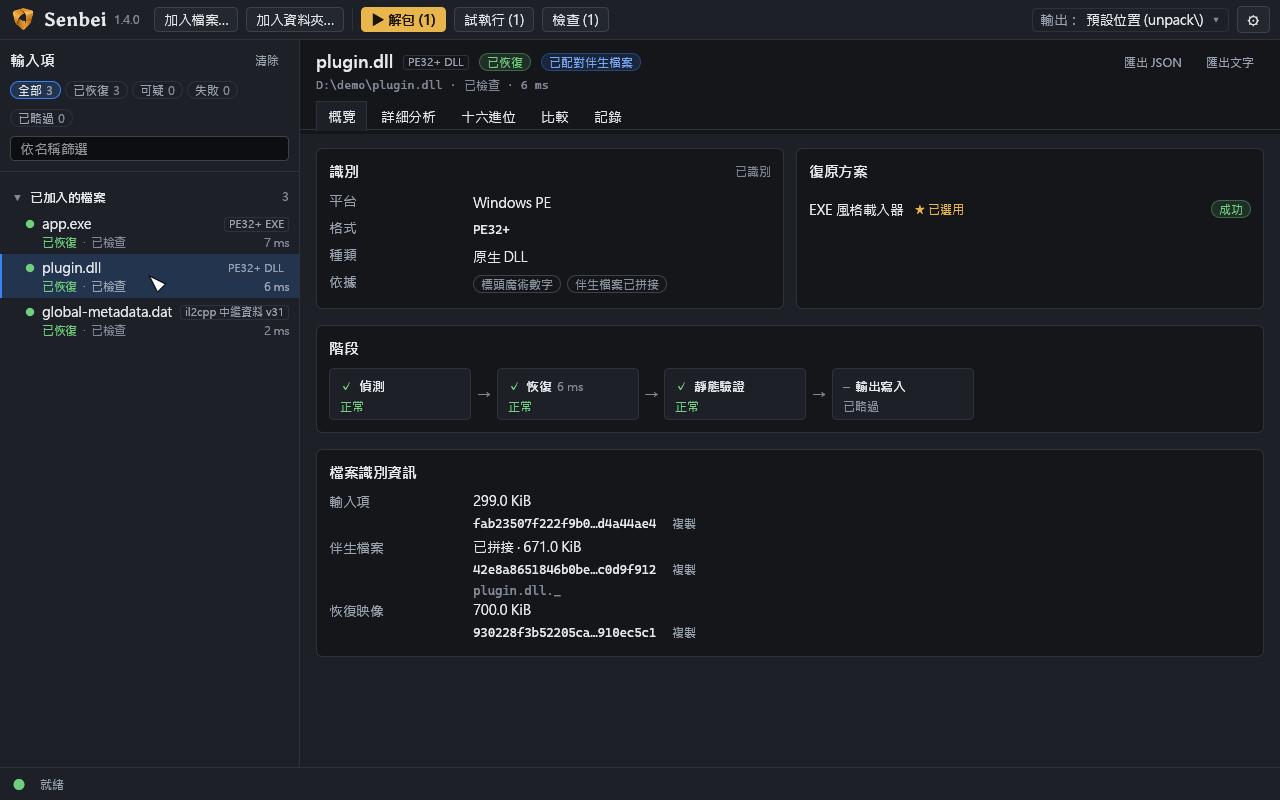 Senbei 1.4.0 加入檔案... 加入資料夾... ▶ 解包 (1) 試執行 (1) 檢查 (1) 輸出： 預設位置 (unpack\) ▾
輸入項 清除
全部 3 已恢復 3 可疑 0 失敗 0
已略過 0
依名稱篩選
▼ 已加入的檔案 3
app.exe PE32+ EXE
已恢復 · 已檢查 7 ms
plugin.dll PE32+ DLL
已恢復 · 已檢查 6 ms
global-metadata.dat il2cpp 中繼資料 v31
已恢復 · 已檢查 2 ms
plugin.dll PE32+ DLL 已恢復 已配對伴生檔案 匯出 JSON 匯出文字
D:\demo\plugin.dll · 已檢查 · 6 ms
概覽 詳細分析 十六進位 比較 記錄
識別 已識別
平台 Windows PE
格式 PE32+
種類 原生 DLL
依據 標頭魔術數字 伴生檔案已拼接
復原方案
EXE 風格載入器 ★ 已選用 成功
階段
✓ 偵測 → ✓ 恢復 6 ms → ✓ 靜態驗證 → – 輸出寫入
正常 正常 正常 已略過
檔案識別資訊
輸入項 299.0 KiB
fab23507f222f9b0…d4a44ae4 複製
伴生檔案 已拼接 · 671.0 KiB
42e8a8651846b0be…c0d9f912 複製
plugin.dll._
恢復映像 700.0 KiB
930228f3b52205ca…910ec5c1 複製
就緒